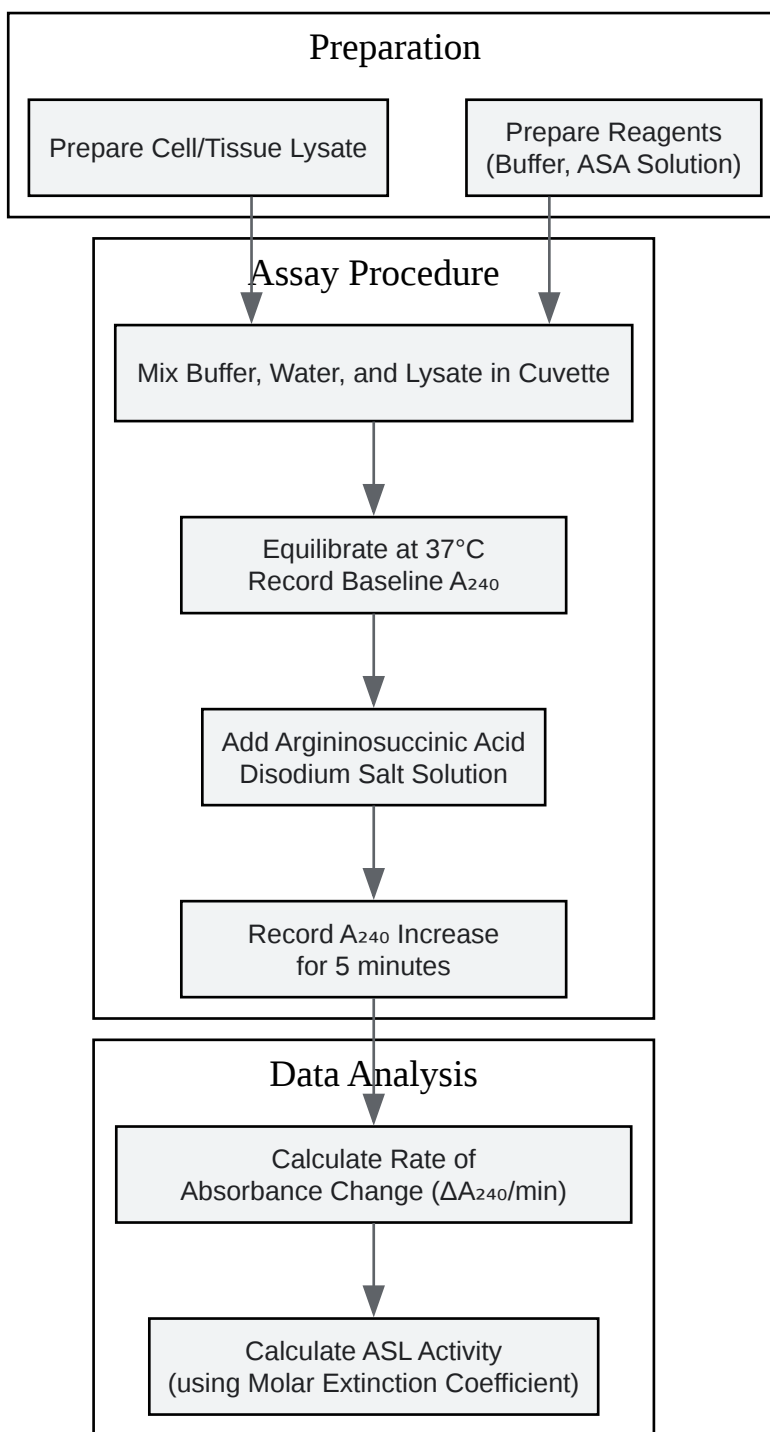 Preparation
Prepare Cell/Tissue Lysate
Prepare Reagents
(Buffer, ASA Solution)
Assay Procedure
Mix Buffer, Water, and Lysate in Cuvette
Equilibrate at 37°C
Record Baseline A₂₄₀
Add Argininosuccinic Acid
Disodium Salt Solution
Record A₂₄₀ Increase
for 5 minutes
Data Analysis
Calculate Rate of
Absorbance Change (ΔA₂₄₀/min)
Calculate ASL Activity
(using Molar Extinction Coefficient)